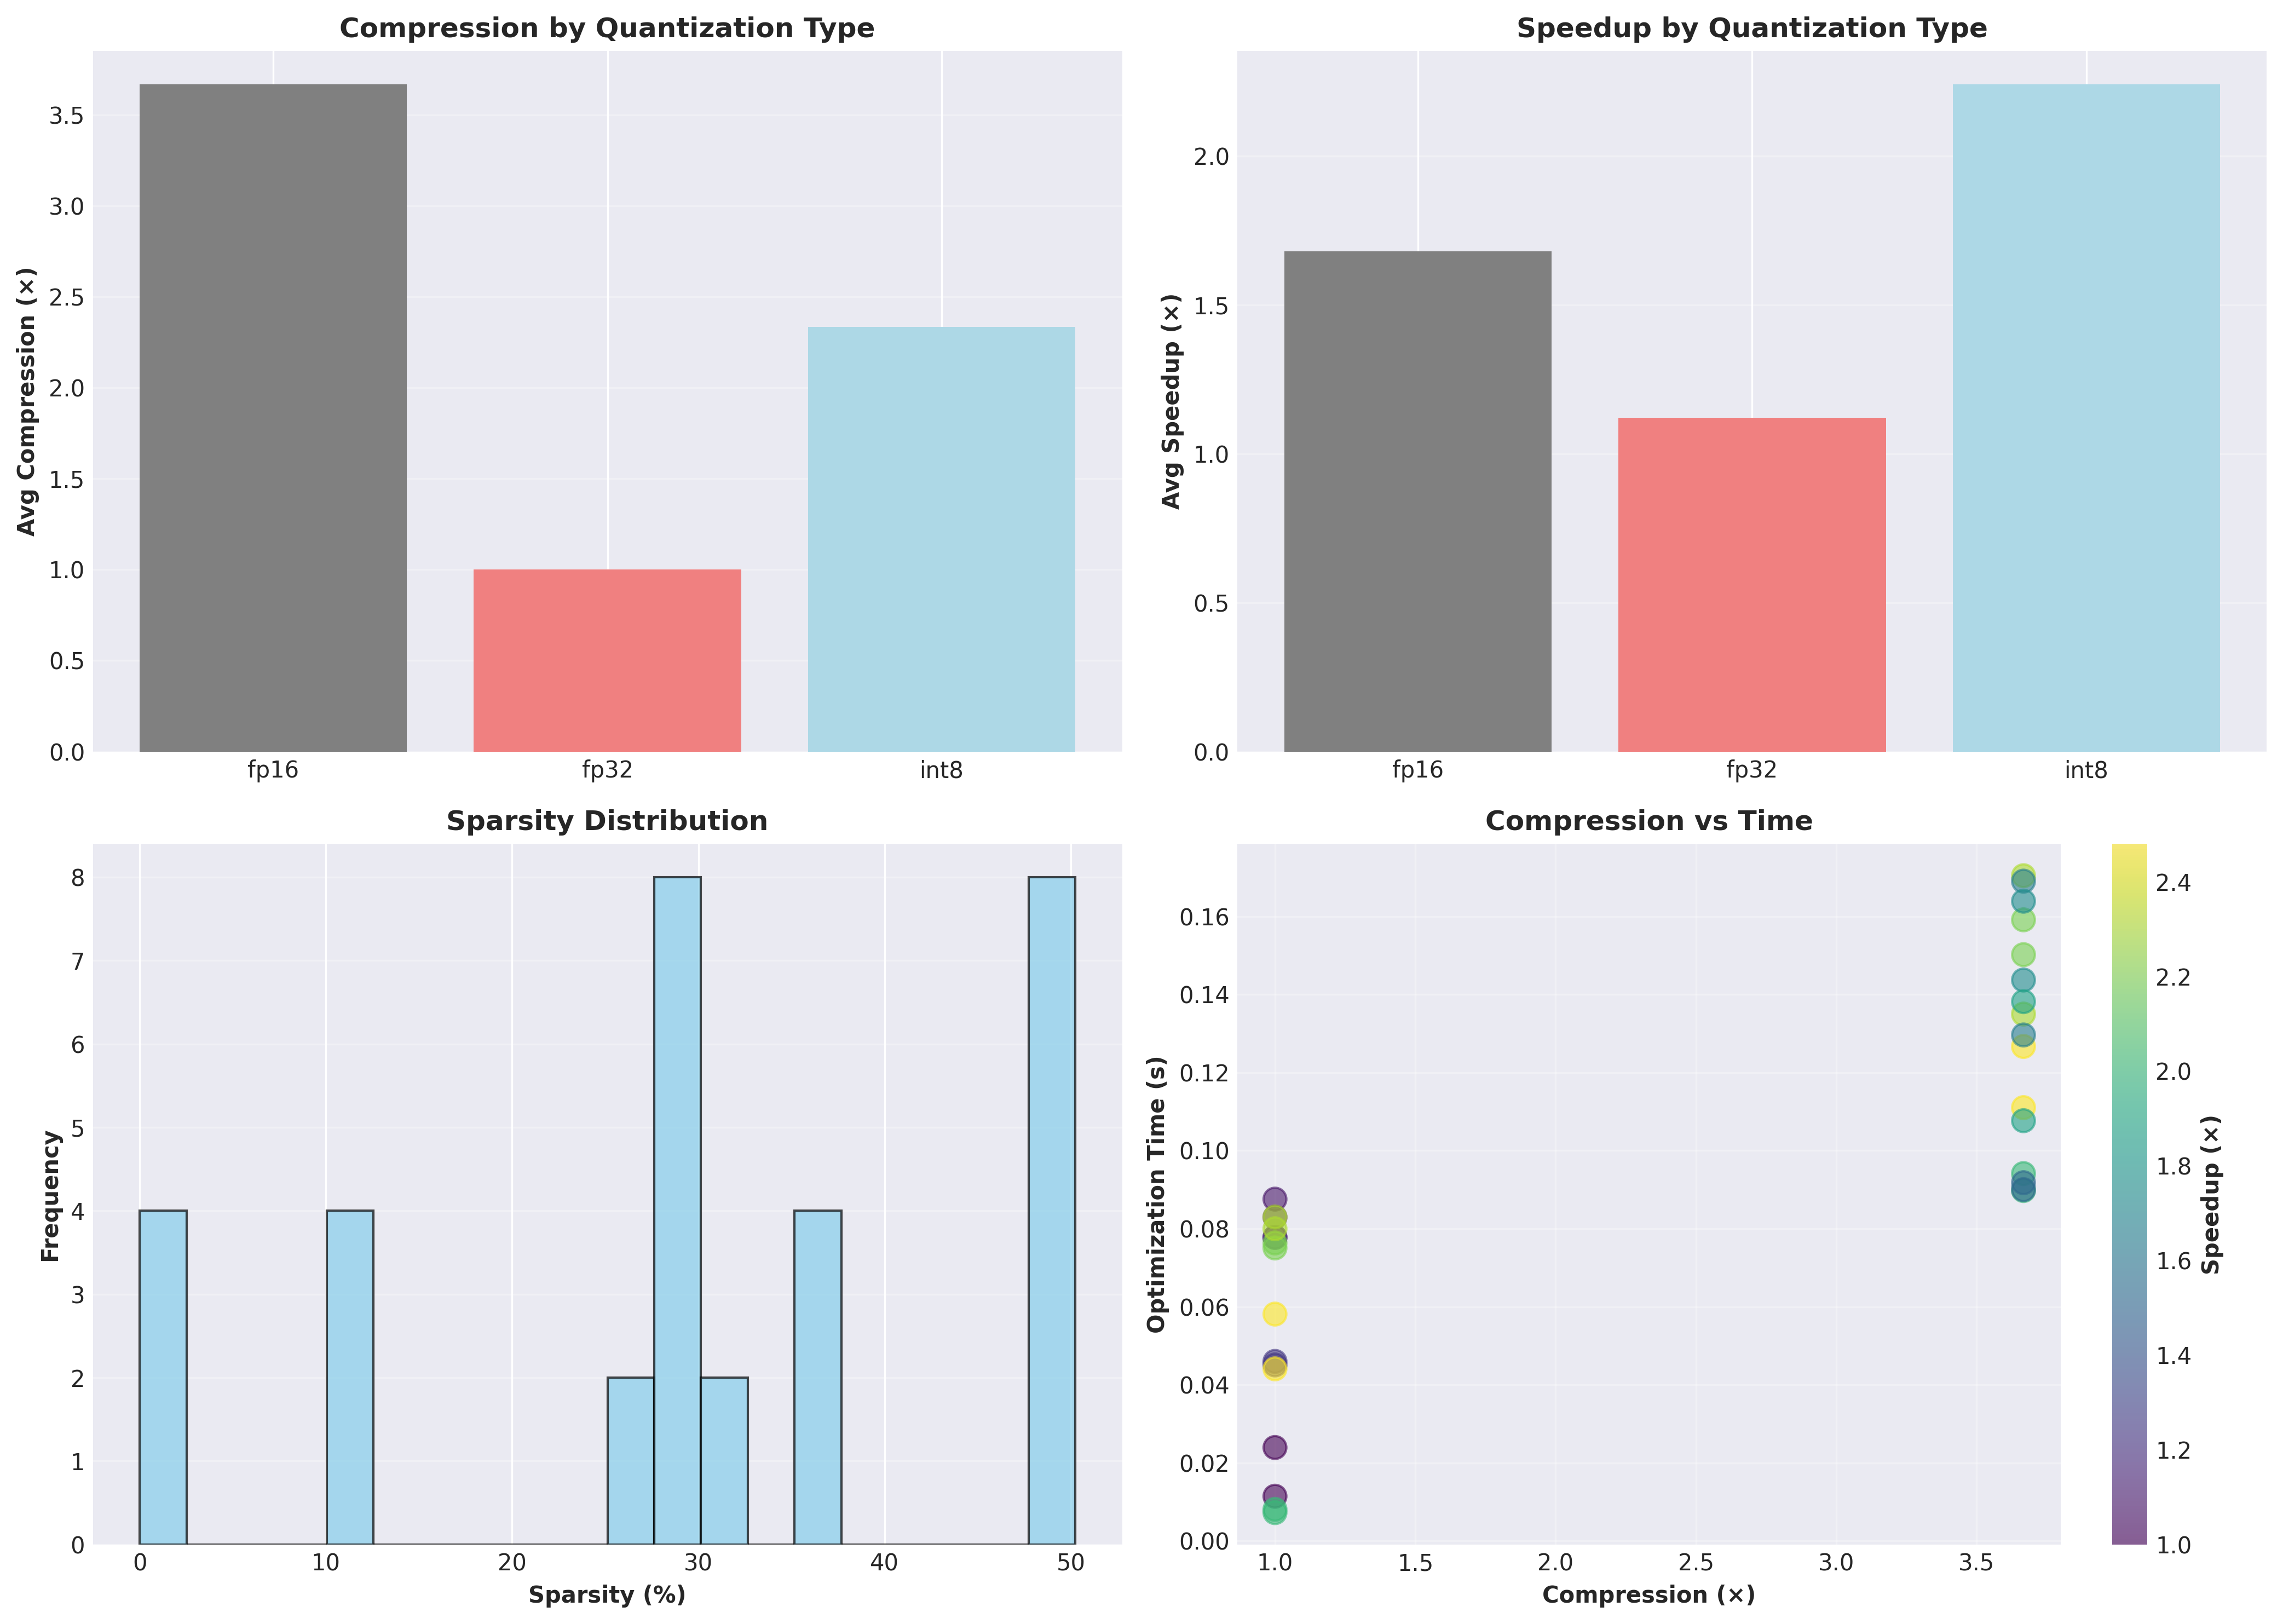 Compression by Quantization Type
Avg Compression (×)
3.5
3.0
2.5
2.0
1.5
1.0
0.5
0.0
fp16 fp32 int8
Speedup by Quantization Type
Avg Speedup (×)
2.0
1.5
1.0
0.5
0.0
fp16 fp32 int8
Sparsity Distribution
Frequency
8
7
6
5
4
3
2
1
0
0 10 20 30 40 50
Sparsity (%)
Compression vs Time
Optimization Time (s)
0.16
0.14
0.12
0.10
0.08
0.06
0.04
0.02
0.00
1.0 1.5 2.0 2.5 3.0 3.5
Compression (×)
2.4
2.2
2.0
1.8
1.6
1.4
1.2
1.0
Speedup (×)